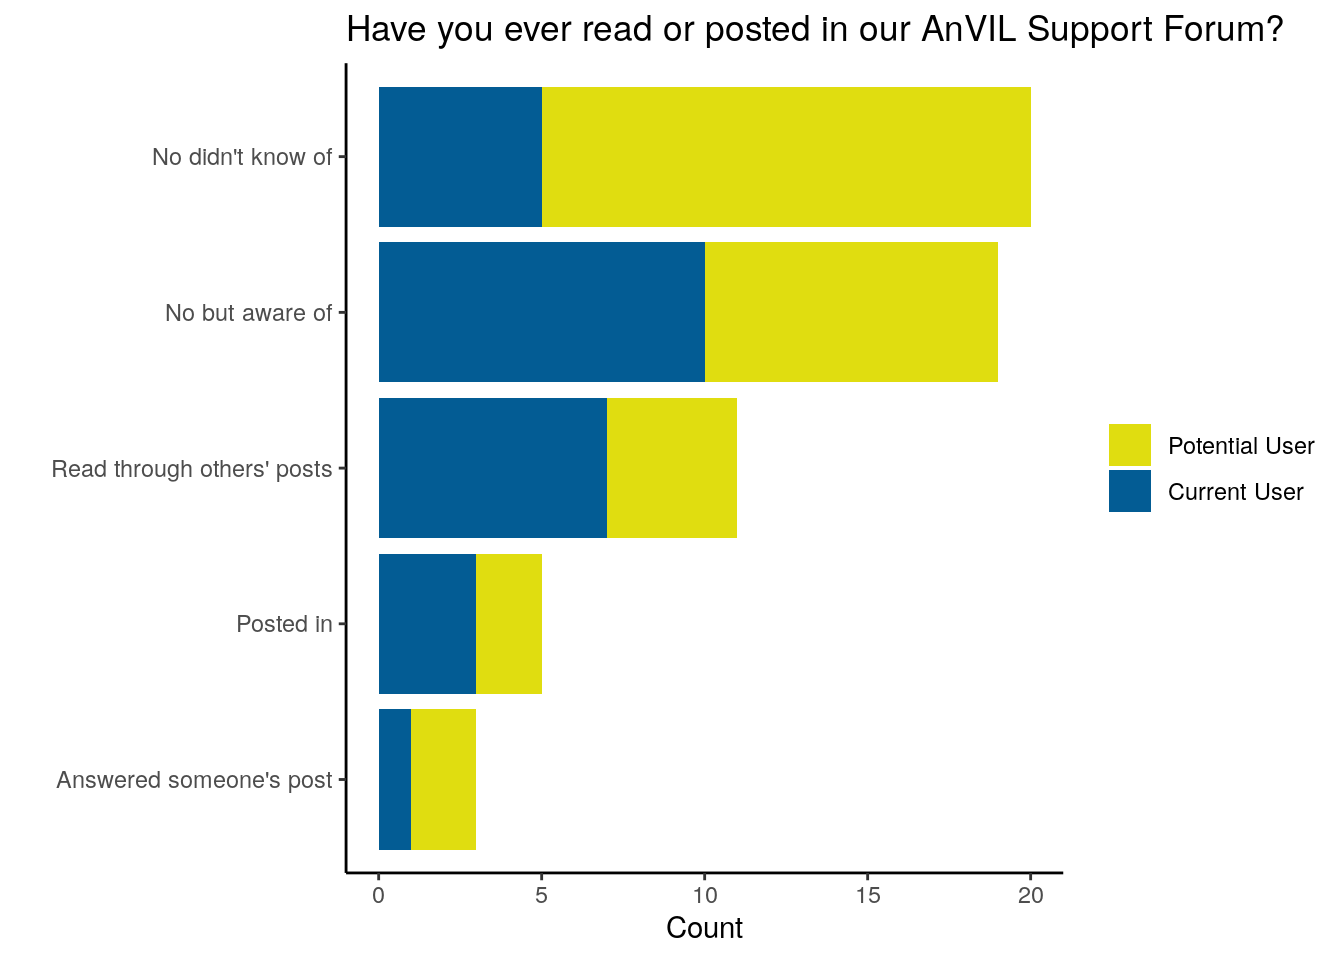 Have you ever read or posted in our AnVIL Support Forum?
No didn't know of
No but aware of
Read through others' posts
Posted in
Answered someone's post
0 5 10 15 20
Count
Potential User
Current User